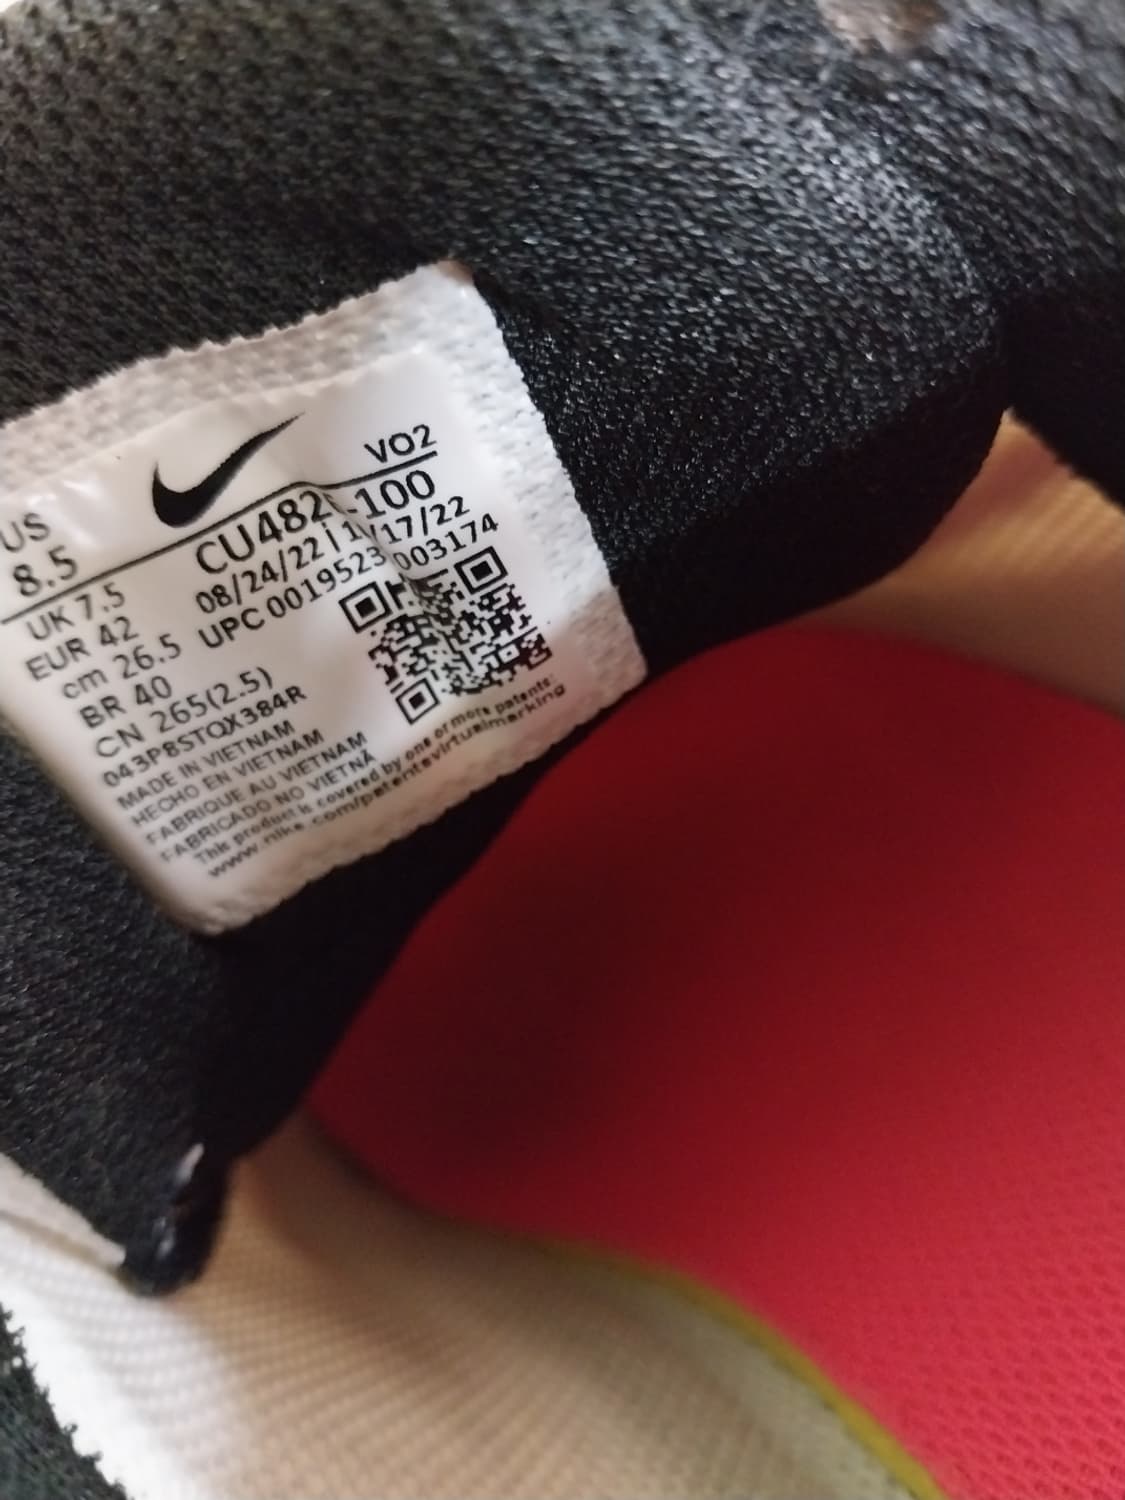 VO2
US
8.5
CU482 -100
08/24/22 | 1 /17/22
UPC 0019523 003174
UK 7.5
EUR 42
cm 26.5
BR 40
CN 265(2.5)
043P8STQX384R
MADE IN VIETNAM
HECHO EN VIETNAM
FABRIQUE AU VIETNAM
FABRICADO NO VIETNÃ
This product is covered by one or more patents:
www.nike.com/patentsvirtualmarking